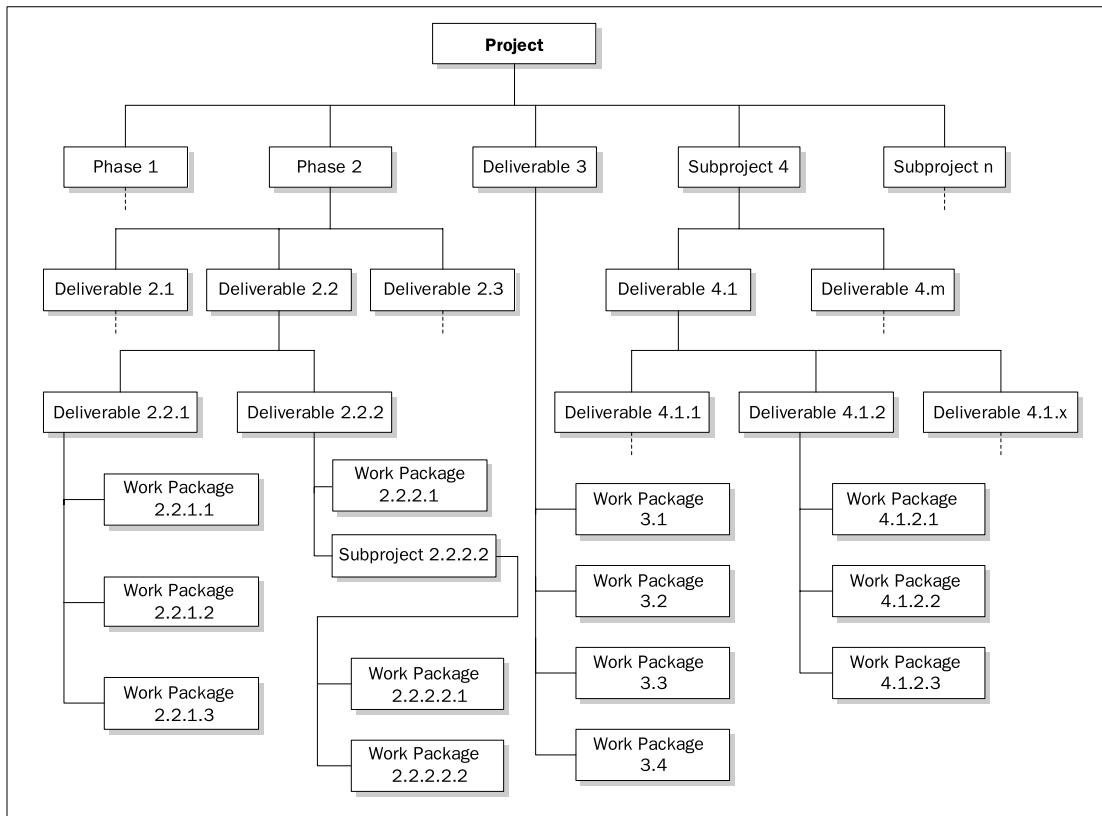 Project
Phase 1
Phase 2
Deliverable 3
Subproject 4
Subproject n
Deliverable 2.1
Deliverable 2.2
Deliverable 2.3
Deliverable 4.1
Deliverable 4.m
Deliverable 2.2.1
Deliverable 2.2.2
Deliverable 4.1.1
Deliverable 4.1.2
Deliverable 4.1.x
Work Package
2.2.1.1
Work Package
2.2.1.2
Work Package
2.2.1.3
Work Package
2.2.2.1
Subproject 2.2.2.2
Work Package
2.2.2.2.1
Work Package
2.2.2.2.2
Work Package
3.1
Work Package
3.2
Work Package
3.3
Work Package
3.4
Work Package
4.1.2.1
Work Package
4.1.2.2
Work Package
4.1.2.3